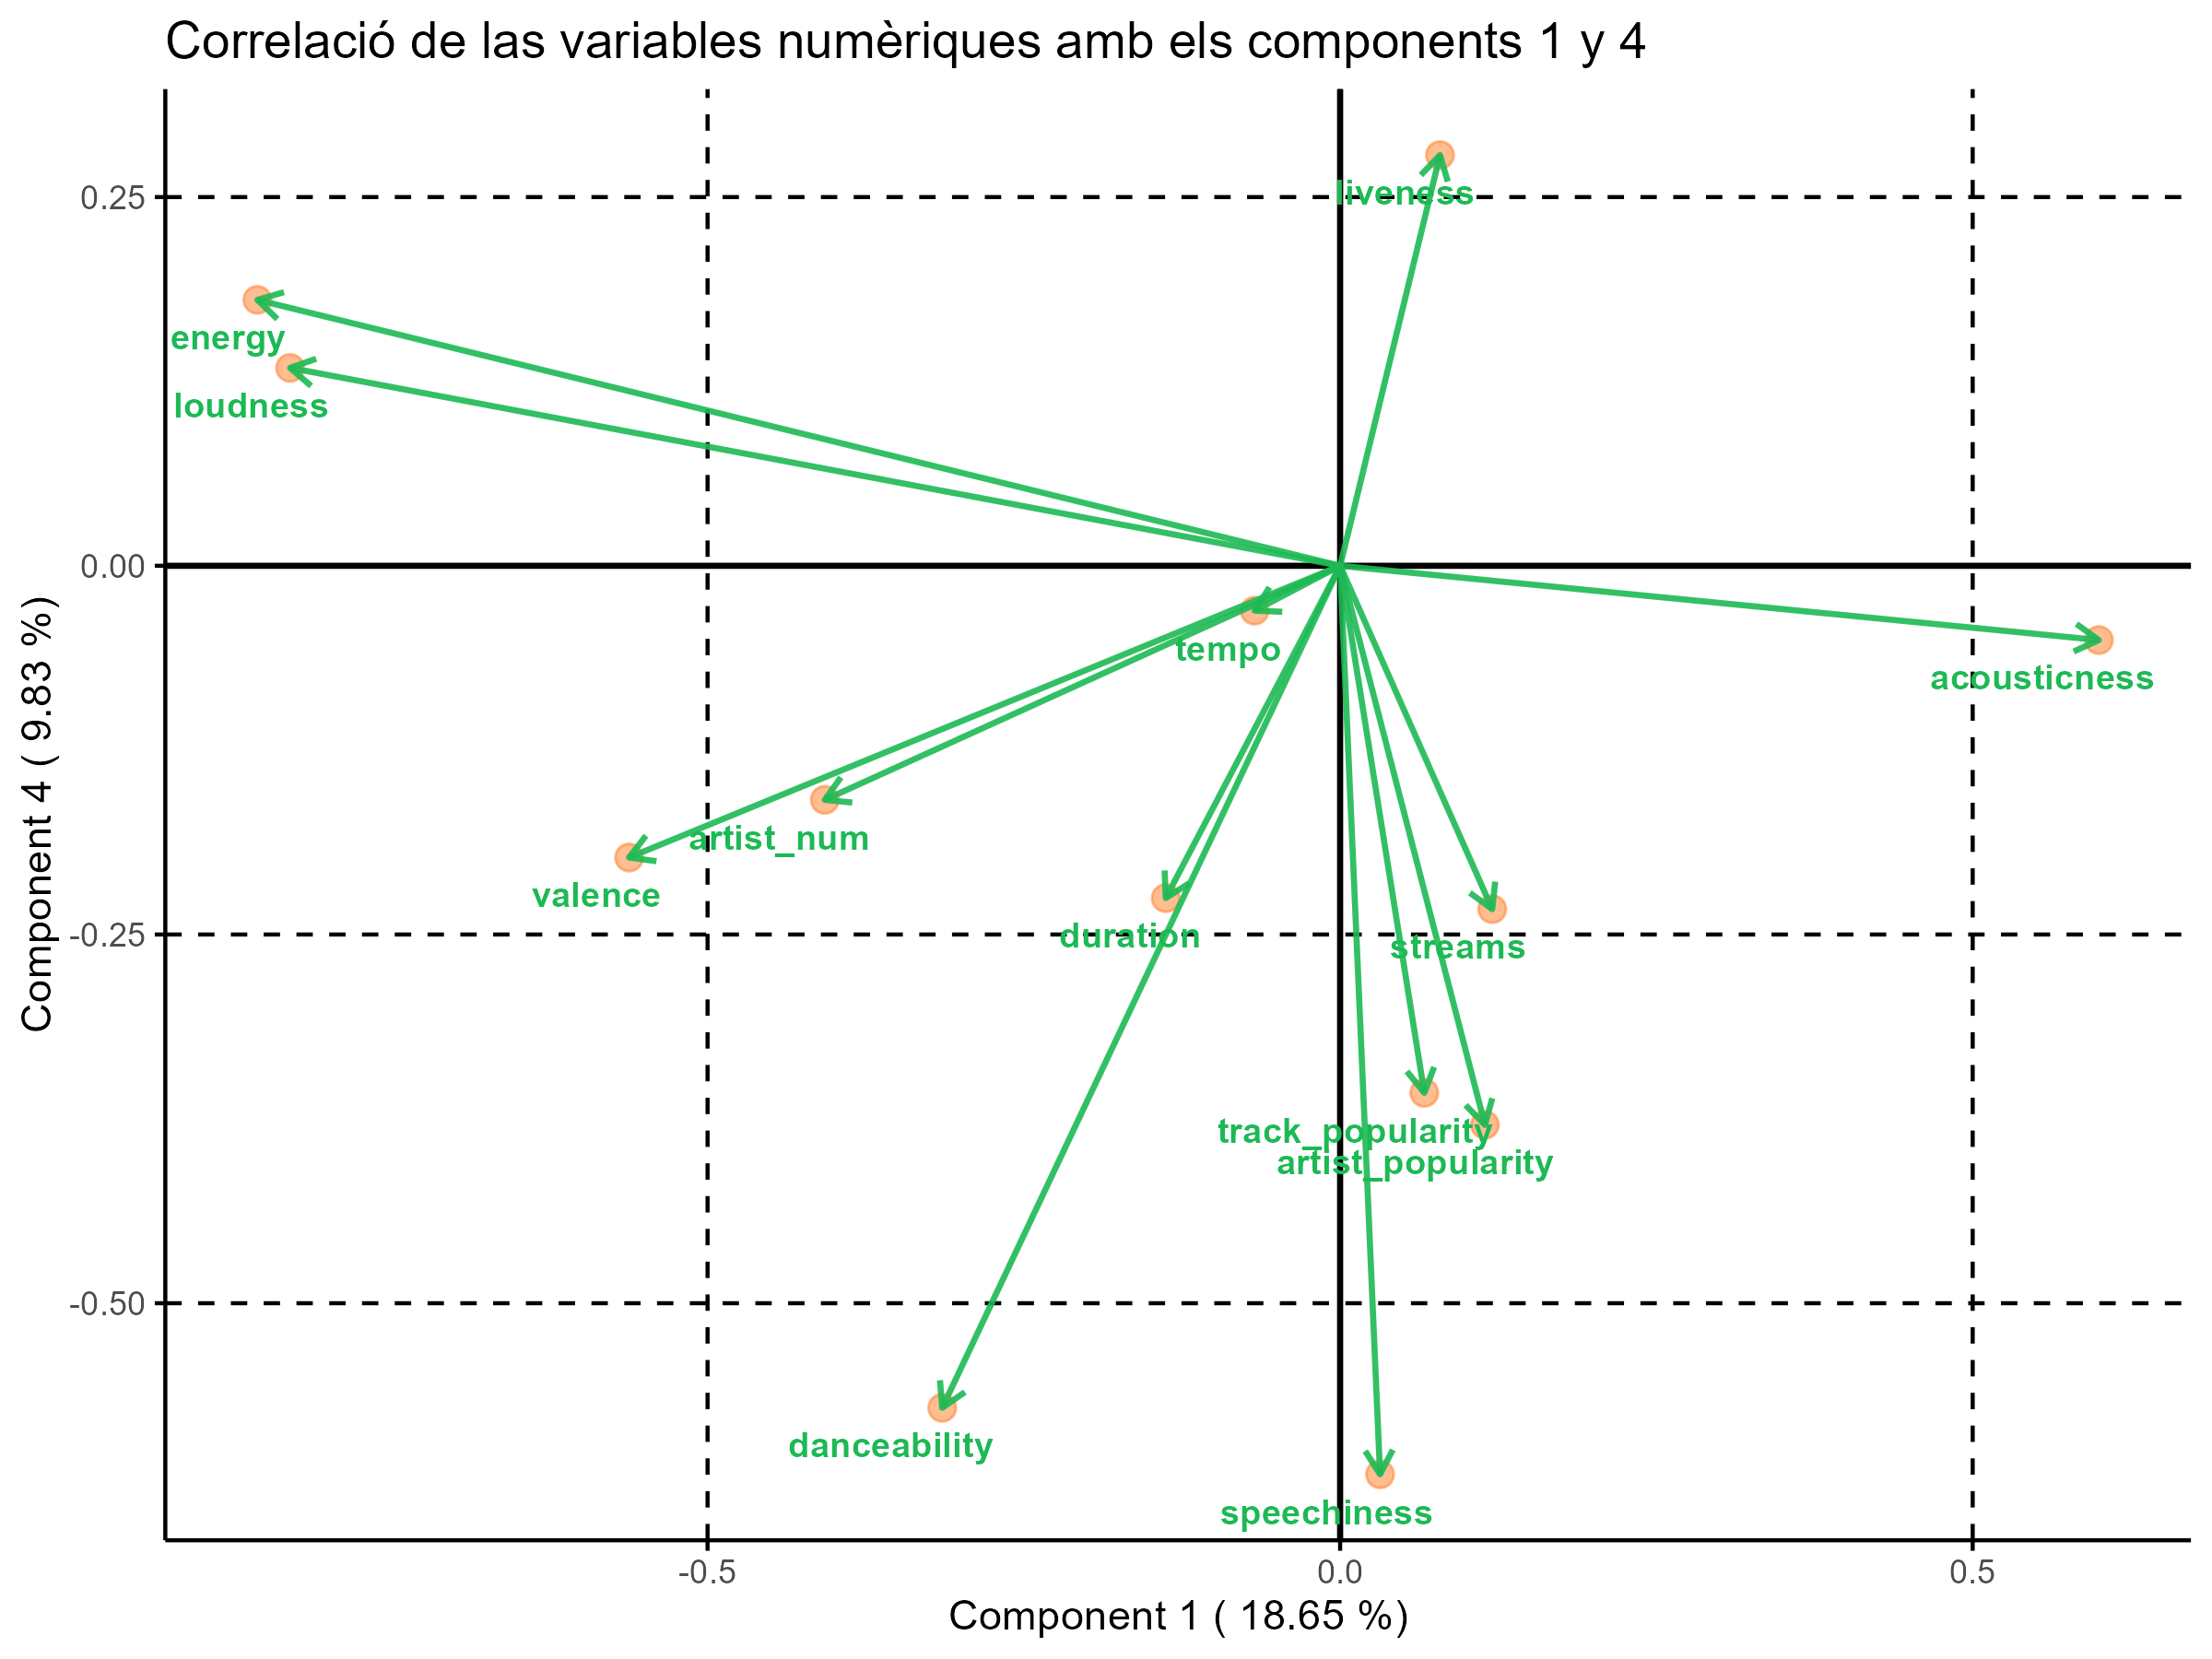 Correlació de las variables numèriques amb els components 1 y 4
0.25
0.00
-0.25
-0.50
Component 4 ( 9.83 %)
liveness
energy
loudness
tempo
acousticness
artist_num
valence
duration
streams
track_popularity
artist_popularity
danceability
speechiness
-0.5
0.0
0.5
Component 1 ( 18.65 %)